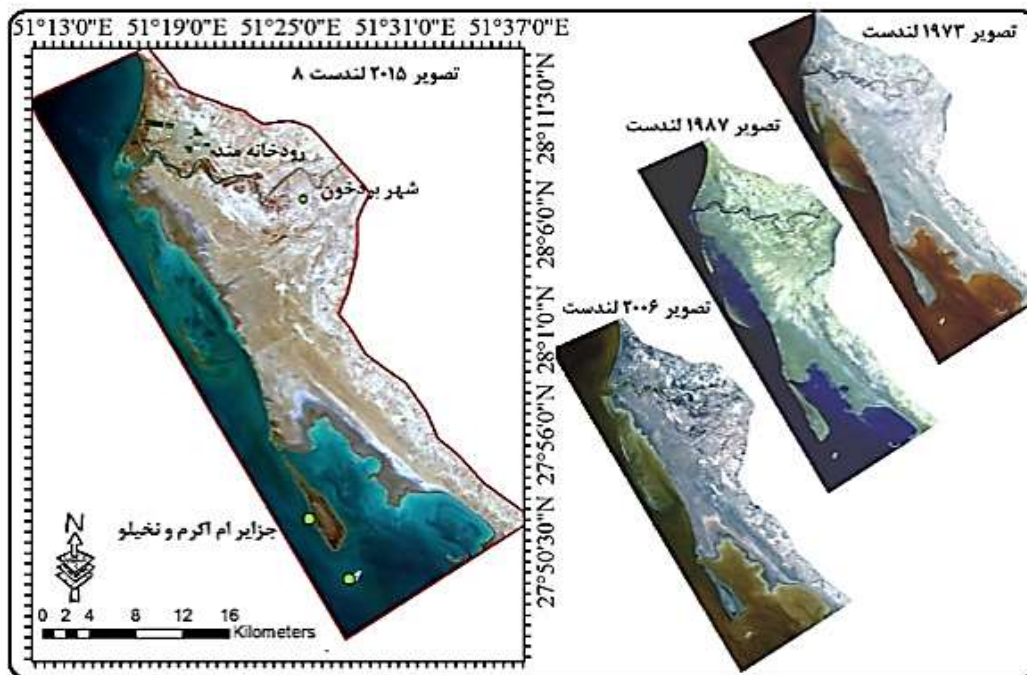 51°13'0"E 51°19'0"E 51°25'0"E 51°31'0"E 51°37'0"E
تصویر ۱۹۷۳ لندست
تصویر ۲۰۱۵ لندست ۸
تصویر ۱۹۸۷ لندست
رودخانه مند
شهر بردخون
تصویر ۲۰۰۶ لندست
جزایر ام اکرم و نخیلو
28°11'30"N
28°6'0"N
28°1'0"N
27°56'0"N
27°50'30"N
N
0 2 4 8 12 16
Kilometers